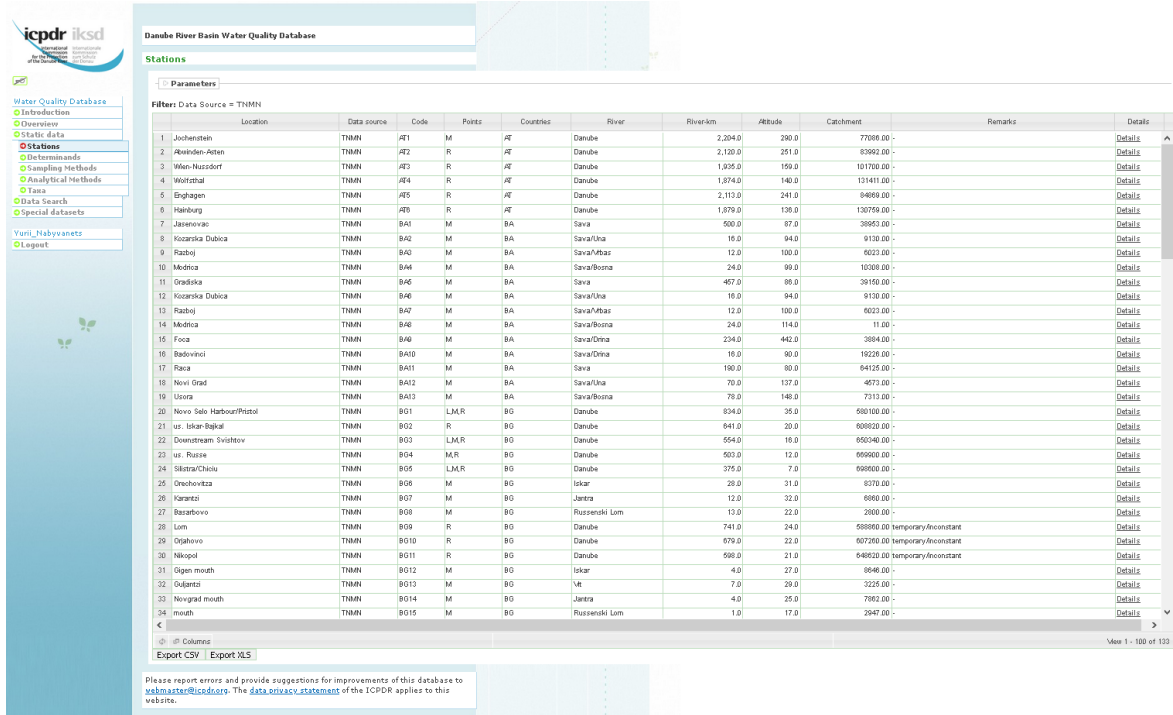 icpdr iksd
International Internationale
Commission Kommission
for the Protection zum Schutz
of the Danube River der Donau
Water Quality Database
Introduction
Overview
Static data
Stations
Determinands
Sampling Methods
Analytical Methods
Taxa
Data Search
Special datasets
Yurii_Nabyvanets
Logout
Danube River Basin Water Quality Database
Stations
Parameters
Filter: Data Source = TNMN
Location Data source Code Points Countries River River-km Altitude Catchment Remarks Details
1 Jochenstein TNMN AT1 M AT Danube 2,204.0 290.0 77086.00 - Details
2 Abwinden-Asten TNMN AT2 R AT Danube 2,120.0 251.0 83992.00 - Details
3 Wien-Nussdorf TNMN AT3 R AT Danube 1,935.0 159.0 101700.00 - Details
4 Wolfsthal TNMN AT4 R AT Danube 1,874.0 140.0 131411.00 - Details
5 Enghagen TNMN AT5 R AT Danube 2,113.0 241.0 84869.00 - Details
6 Hainburg TNMN AT6 R AT Danube 1,879.0 136.0 130759.00 - Details
7 Jasenovac TNMN BA1 M BA Sava 500.0 87.0 38953.00 - Details
8 Kozarska Dubica TNMN BA2 M BA Sava/Una 16.0 94.0 9130.00 - Details
9 Razboj TNMN BA3 M BA Sava/Vrbas 12.0 100.0 6023.00 - Details
10 Modrica TNMN BA4 M BA Sava/Bosna 24.0 99.0 10308.00 - Details
11 Gradiska TNMN BA5 M BA Sava 457.0 86.0 39150.00 - Details
12 Kozarska Dubica TNMN BA6 M BA Sava/Una 16.0 94.0 9130.00 - Details
13 Razboj TNMN BA7 M BA Sava/Vrbas 12.0 100.0 6023.00 - Details
14 Modrica TNMN BA8 M BA Sava/Bosna 24.0 114.0 11.00 - Details
15 Foca TNMN BA9 M BA Sava/Drina 234.0 442.0 3884.00 - Details
16 Badovinci TNMN BA10 M BA Sava/Drina 16.0 90.0 19226.00 - Details
17 Raca TNMN BA11 M BA Sava 190.0 80.0 64125.00 - Details
18 Novi Grad TNMN BA12 M BA Sava/Una 70.0 137.0 4573.00 - Details
19 Usora TNMN BA13 M BA Sava/Bosna 78.0 148.0 7313.00 - Details
20 Novo Selo Harbour/Pristol TNMN BG1 L,M,R BG Danube 834.0 35.0 580100.00 - Details
21 us. Iskar-Bajkal TNMN BG2 R BG Danube 641.0 20.0 608820.00 - Details
22 Downstream Svishtov TNMN BG3 L,M,R BG Danube 554.0 16.0 650340.00 - Details
23 us. Russe TNMN BG4 M,R BG Danube 503.0 12.0 669900.00 - Details
24 Silistra/Chiciu TNMN BG5 L,M,R BG Danube 375.0 7.0 698600.00 - Details
25 Orechovitza TNMN BG6 M BG Iskar 28.0 31.0 8370.00 - Details
26 Karantzi TNMN BG7 M BG Jantra 12.0 32.0 6860.00 - Details
27 Basarbovo TNMN BG8 M BG Russenski Lom 13.0 22.0 2800.00 - Details
28 Lom TNMN BG9 R BG Danube 741.0 24.0 588860.00 temporary/inconstant Details
29 Orjahovo TNMN BG10 R BG Danube 679.0 22.0 607260.00 temporary/inconstant Details
30 Nikopol TNMN BG11 R BG Danube 598.0 21.0 648620.00 temporary/inconstant Details
31 Gigen mouth TNMN BG12 M BG Iskar 4.0 27.0 8646.00 - Details
32 Guljantzi TNMN BG13 M BG Vit 7.0 29.0 3225.00 - Details
33 Novgrad mouth TNMN BG14 M BG Jantra 4.0 25.0 7862.00 - Details
34 mouth TNMN BG15 M BG Russenski Lom 1.0 17.0 2947.00 - Details
Columns View 1 - 100 of 133
Export CSV Export XLS
Please report errors and provide suggestions for improvements of this database to
webmaster@icpdr.org. The data privacy statement of the ICPDR applies to this
website.